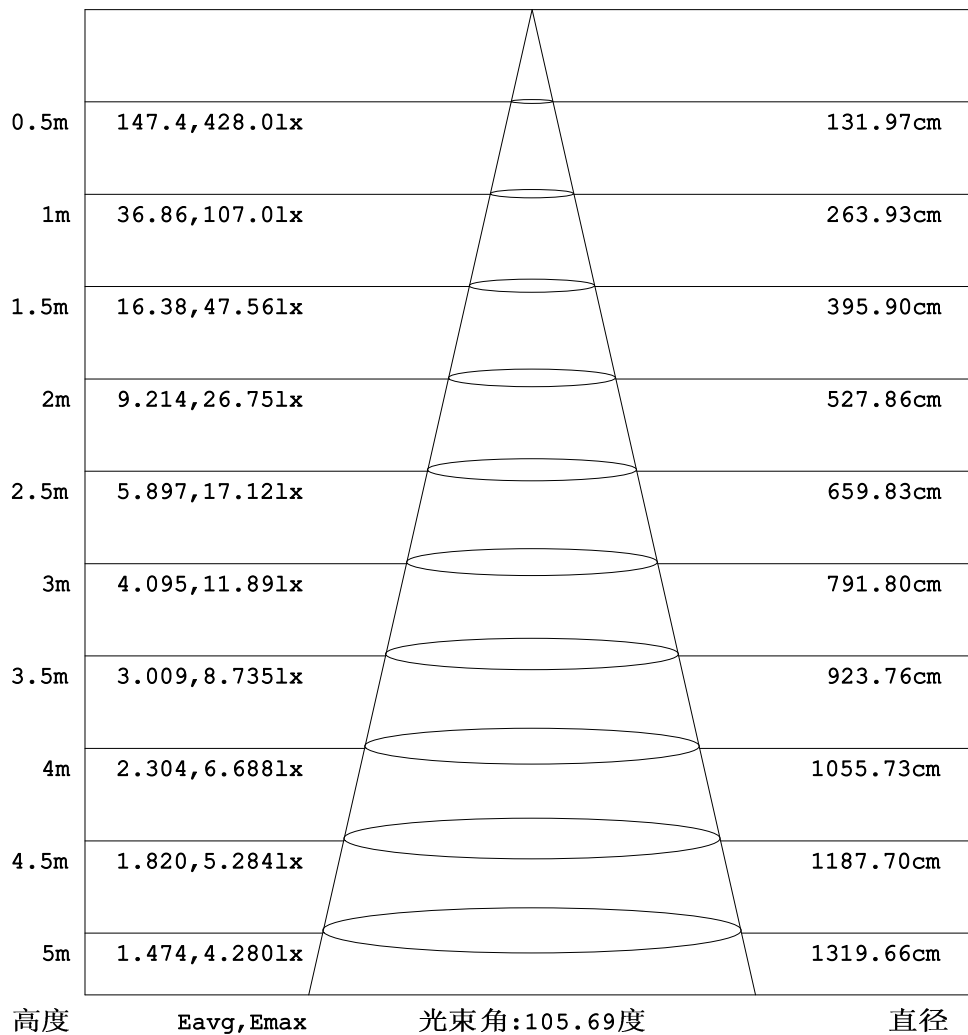 0.5m 147.4,428.0lx 131.97cm
1m 36.86,107.0lx 263.93cm
1.5m 16.38,47.56lx 395.90cm
2m 9.214,26.75lx 527.86cm
2.5m 5.897,17.12lx 659.83cm
3m 4.095,11.89lx 791.80cm
3.5m 3.009,8.735lx 923.76cm
4m 2.304,6.688lx 1055.73cm
4.5m 1.820,5.284lx 1187.70cm
5m 1.474,4.280lx 1319.66cm
高度 Eavg,Emax 光束角:105.69度 直径